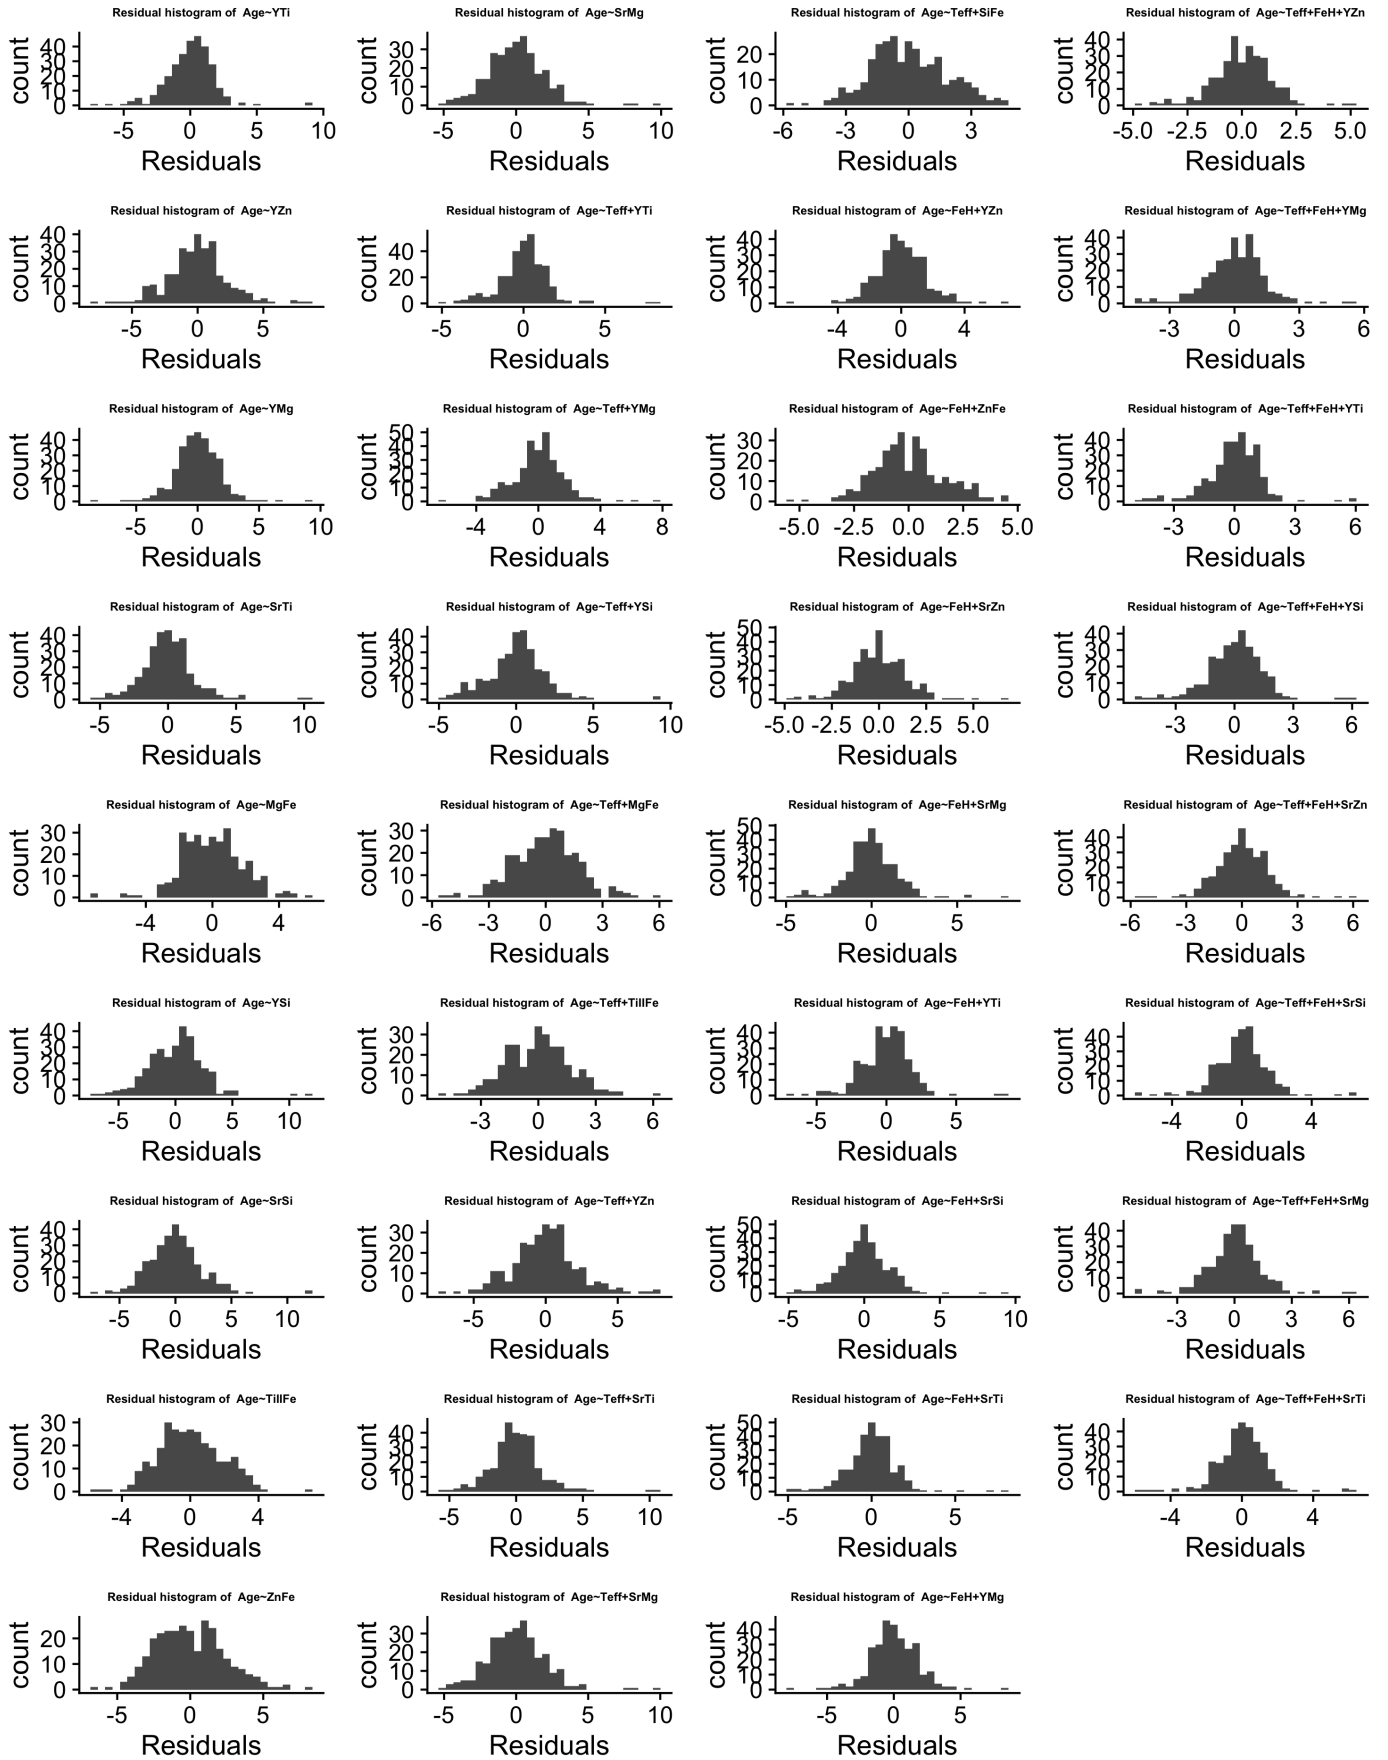 Residual histogram of Age~YTi
Residual histogram of Age~SrMg
Residual histogram of Age~Teff+SiFe
Residual histogram of Age~Teff+FeH+YZn
count 40 30 20 10 0
count 30 20 10 0
count 20 10 0
count 40 30 20 10 0
-5 0 5 10
-5 0 5 10
-6 -3 0 3
-5.0 -2.5 0.0 2.5 5.0
Residuals
Residuals
Residuals
Residuals
Residual histogram of Age~YZn
Residual histogram of Age~Teff+YTi
Residual histogram of Age~FeH+YZn
Residual histogram of Age~Teff+FeH+YMg
count 40 30 20 10 0
count 40 20 0
count 40 30 20 10 0
count 40 30 20 10 0
-5 0 5
-5 0 5
-4 0 4
-3 0 3 6
Residuals
Residuals
Residuals
Residuals
Residual histogram of Age~YMg
Residual histogram of Age~Teff+YMg
Residual histogram of Age~FeH+ZnFe
Residual histogram of Age~Teff+FeH+YTi
count 40 30 20 10 0
count 50 40 30 20 10 0
count 30 20 10 0
count 40 30 20 10 0
-5 0 5 10
-4 0 4 8
-5.0 -2.5 0.0 2.5 5.0
-3 0 3 6
Residuals
Residuals
Residuals
Residuals
Residual histogram of Age~SrTi
Residual histogram of Age~Teff+YSi
Residual histogram of Age~FeH+SrZn
Residual histogram of Age~Teff+FeH+YSi
count 40 30 20 10 0
count 40 30 20 10 0
count 50 40 30 20 10 0
count 40 30 20 10 0
-5 0 5 10
-5 0 5 10
-5.0 -2.5 0.0 2.5 5.0
-3 0 3 6
Residuals
Residuals
Residuals
Residuals
Residual histogram of Age~MgFe
Residual histogram of Age~Teff+MgFe
Residual histogram of Age~FeH+SrMg
Residual histogram of Age~Teff+FeH+SrZn
count 30 20 10 0
count 30 20 10 0
count 50 40 30 20 10 0
count 40 30 20 10 0
-4 0 4
-6 -3 0 3 6
-5 0 5
-6 -3 0 3 6
Residuals
Residuals
Residuals
Residuals
Residual histogram of Age~YSi
Residual histogram of Age~Teff+TiIIFe
Residual histogram of Age~FeH+YTi
Residual histogram of Age~Teff+FeH+SrSi
count 40 30 20 10 0
count 30 20 10 0
count 40 30 20 10 0
count 40 30 20 10 0
-5 0 5 10
-3 0 3 6
-5 0 5
-4 0 4
Residuals
Residuals
Residuals
Residuals
Residual histogram of Age~SrSi
Residual histogram of Age~Teff+YZn
Residual histogram of Age~FeH+SrSi
Residual histogram of Age~Teff+FeH+SrMg
count 40 30 20 10 0
count 30 20 10 0
count 50 40 30 20 10 0
count 40 30 20 10 0
-5 0 5 10
-5 0 5
-5 0 5 10
-3 0 3 6
Residuals
Residuals
Residuals
Residuals
Residual histogram of Age~TiIIFe
Residual histogram of Age~Teff+SrTi
Residual histogram of Age~FeH+SrTi
Residual histogram of Age~Teff+FeH+SrTi
count 30 20 10 0
count 40 30 20 10 0
count 50 40 30 20 10 0
count 40 30 20 10 0
-4 0 4
-5 0 5 10
-5 0 5
-4 0 4
Residuals
Residuals
Residuals
Residuals
Residual histogram of Age~ZnFe
Residual histogram of Age~Teff+SrMg
Residual histogram of Age~FeH+YMg
count 20 10 0
count 30 20 10 0
count 40 30 20 10 0
-5 0 5
-5 0 5 10
-5 0 5
Residuals
Residuals
Residuals